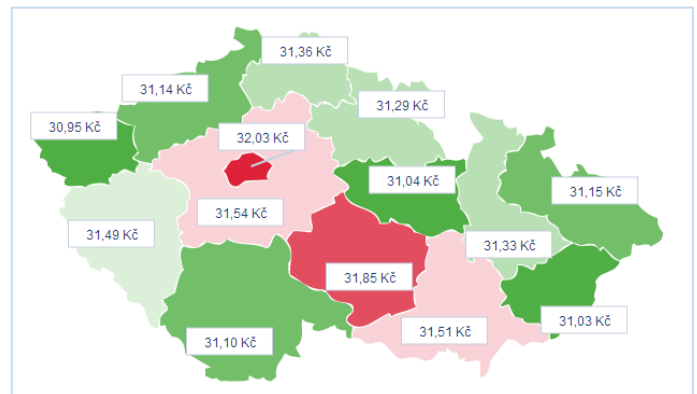 31,36 Kč
31,14 Kč
31,29 Kč
30,95 Kč
32,03 Kč
31,04 Kč
31,15 Kč
31,54 Kč
31,49 Kč
31,33 Kč
31,85 Kč
31,03 Kč
31,51 Kč
31,10 Kč